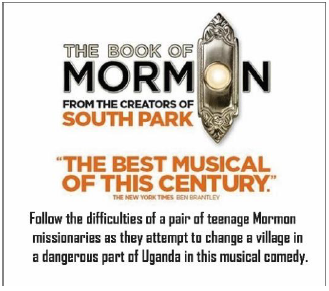 THE BOOK OF
MORMON
FROM THE CREATORS OF
SOUTH PARK
"THE BEST MUSICAL
OF THIS CENTURY."
THE NEW YORK TIMES BEN BRANTLEY
Follow the difficulties of a pair of teenage Mormon
missionaries as they attempt to change a village in
a dangerous part of Uganda in this musical comedy.